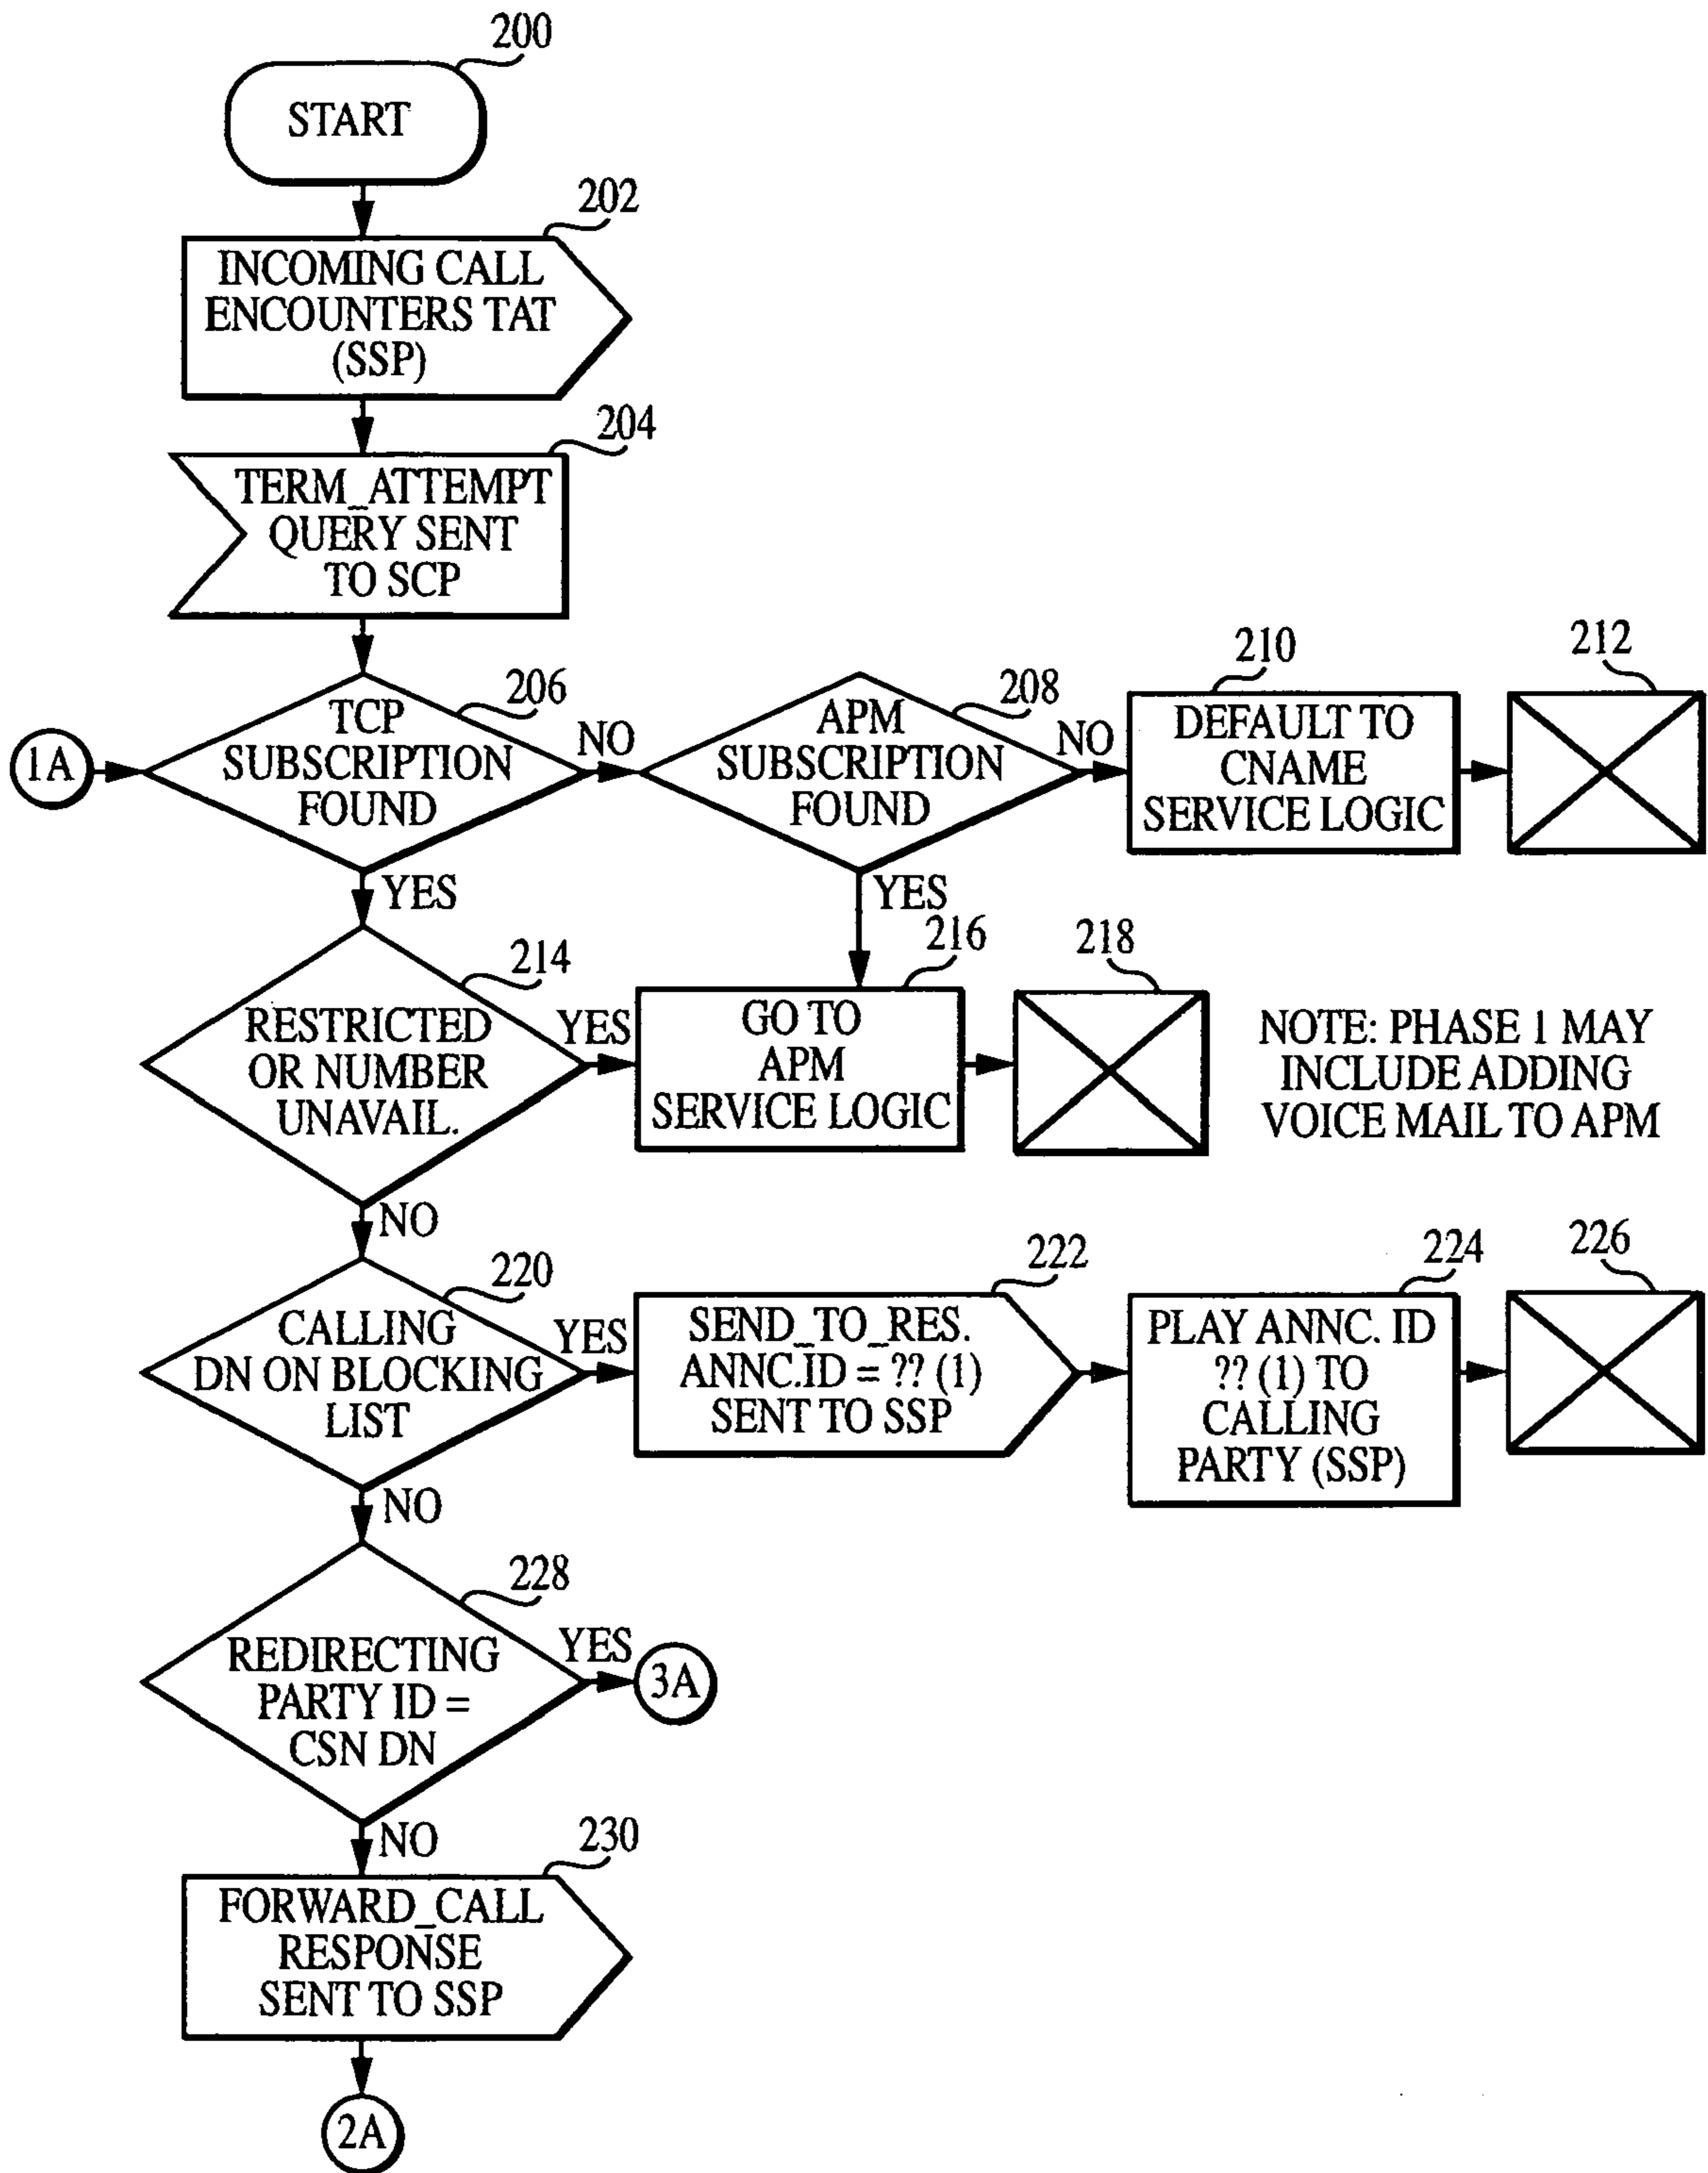 200
START
202
INCOMING CALL
ENCOUNTERS TAT
(SSP)
204
TERM_ATTEMPT
QUERY SENT
TO SCP
1A
206
TCP
SUBSCRIPTION
FOUND
NO
208
APM
SUBSCRIPTION
FOUND
NO
210
DEFAULT TO
CNAME
SERVICE LOGIC
212
YES
YES
214
RESTRICTED
OR NUMBER
UNAVAIL.
YES
216
GO TO
APM
SERVICE LOGIC
218
NOTE: PHASE 1 MAY
INCLUDE ADDING
VOICE MAIL TO APM
NO
220
CALLING
DN ON BLOCKING
LIST
YES
222
SEND_TO_RES.
ANNC.ID = ?? (1)
SENT TO SSP
224
PLAY ANNC. ID
?? (1) TO
CALLING
PARTY (SSP)
226
NO
228
REDIRECTING
PARTY ID =
CSN DN
YES
3A
NO
230
FORWARD_CALL
RESPONSE
SENT TO SSP
2A